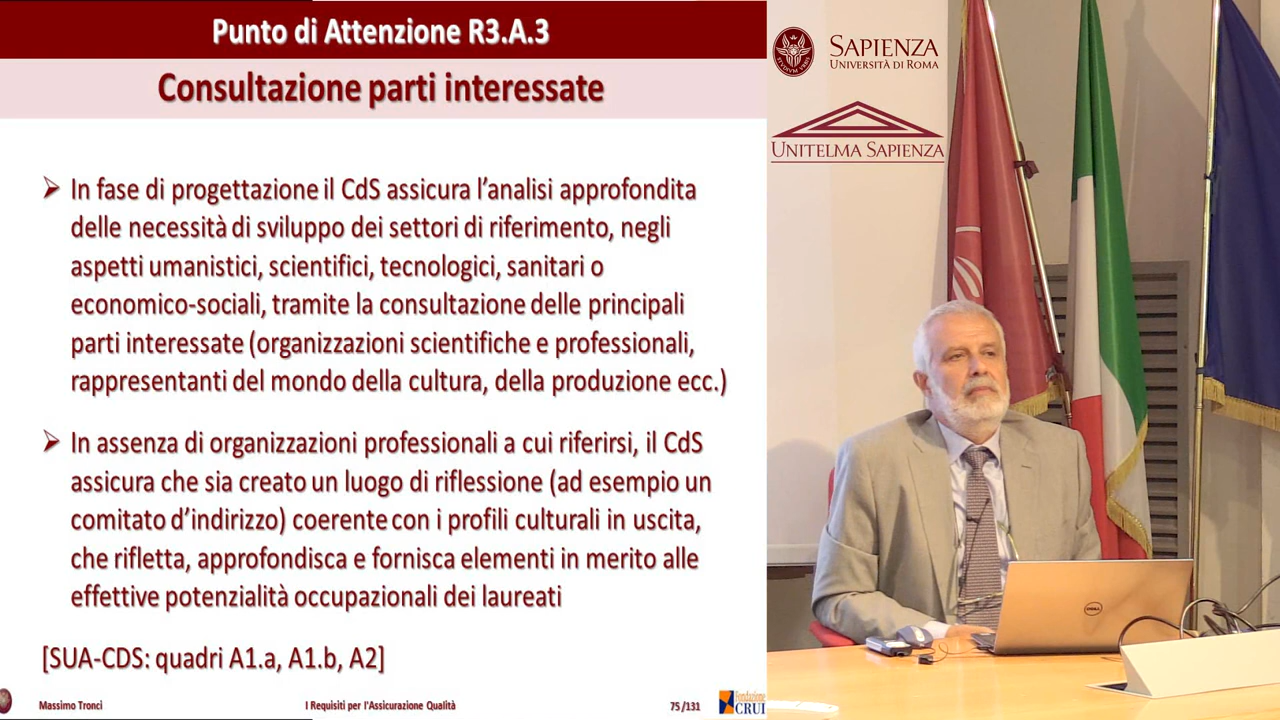 Punto di Attenzione R3.A.3
Consultazione parti interessate
➢ In fase di progettazione il CdS assicura l’analisi approfondita
delle necessità di sviluppo dei settori di riferimento, negli
aspetti umanistici, scientifici, tecnologici, sanitari o
economico-sociali, tramite la consultazione delle principali
parti interessate (organizzazioni scientifiche e professionali,
rappresentanti del mondo della cultura, della produzione ecc.)
➢ In assenza di organizzazioni professionali a cui riferirsi, il CdS
assicura che sia creato un luogo di riflessione (ad esempio un
comitato d’indirizzo) coerente con i profili culturali in uscita,
che rifletta, approfondisca e fornisca elementi in merito alle
effettive potenzialità occupazionali dei laureati
[SUA-CDS: quadri A1.a, A1.b, A2]
Massimo Tronci
I Requisiti per l'Assicurazione Qualità
75 /131
Fondazione
CRUI
SAPIENZA
UNIVERSITÀ DI ROMA
UNITELMA SAPIENZA
DELL